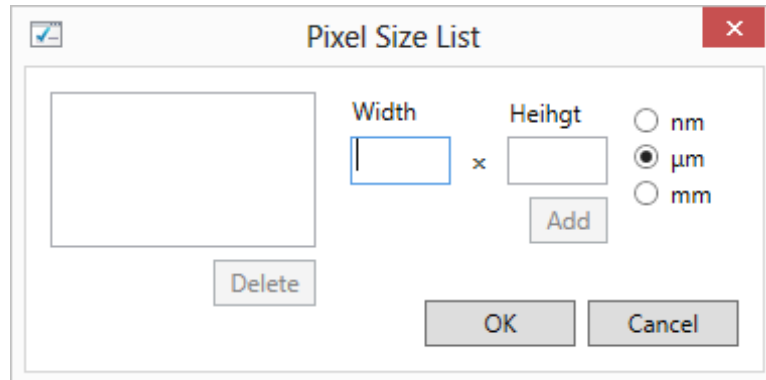 Pixel Size List
×
Width Heihgt
×
nm
µm
mm
Add
Delete
OK Cancel